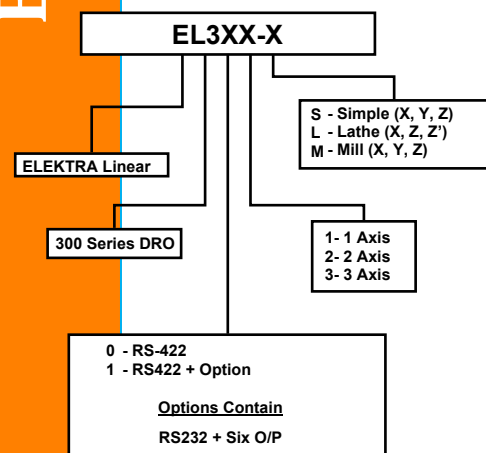 EL3XX-X
S - Simple (X, Y, Z)
L - Lathe (X, Z, Z’)
M - Mill (X, Y, Z)
ELEKTRA Linear
300 Series DRO
1- 1 Axis
2- 2 Axis
3- 3 Axis
0 - RS-422
1 - RS422 + Option
Options Contain
RS232 + Six O/P